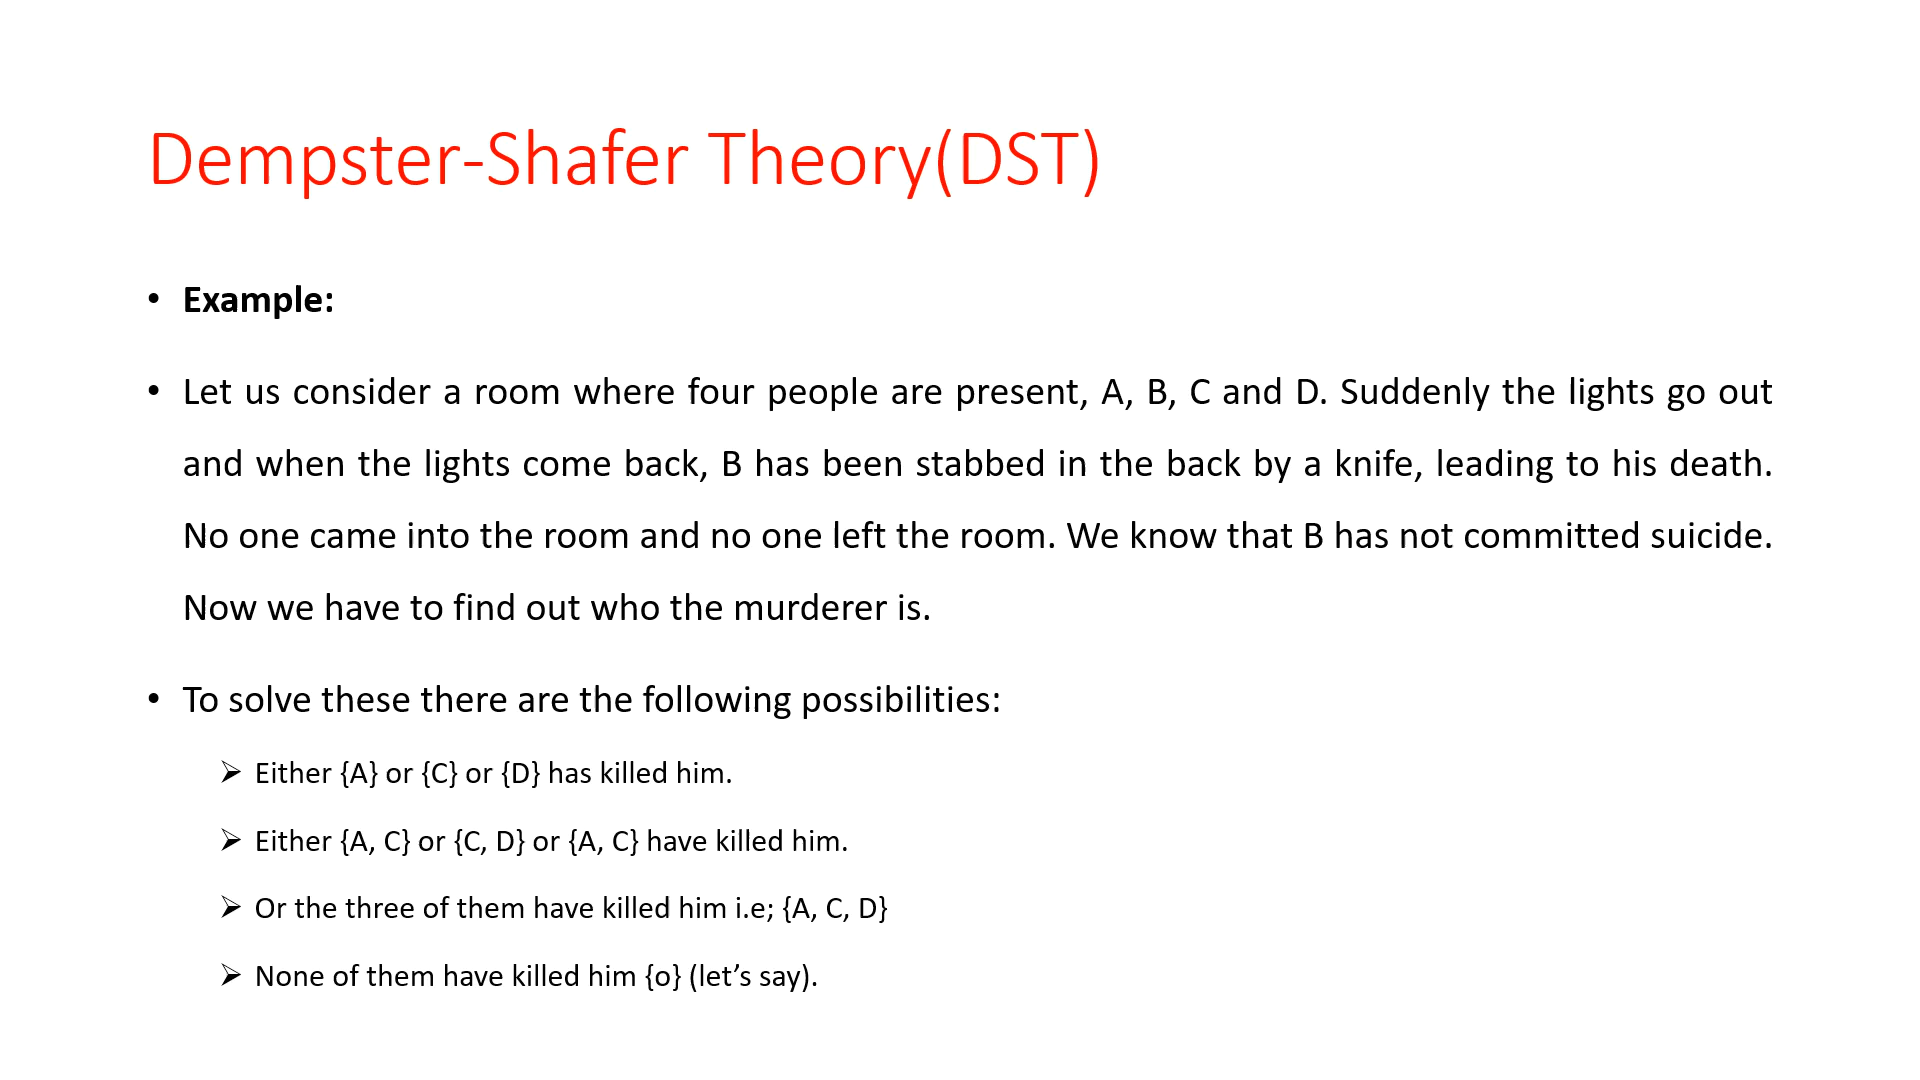 Dempster-Shafer Theory(DST)
• Example:
• Let us consider a room where four people are present, A, B, C and D. Suddenly the lights go out
and when the lights come back, B has been stabbed in the back by a knife, leading to his death.
No one came into the room and no one left the room. We know that B has not committed suicide.
Now we have to find out who the murderer is.
• To solve these there are the following possibilities:
➢ Either {A} or {C} or {D} has killed him.
➢ Either {A, C} or {C, D} or {A, C} have killed him.
➢ Or the three of them have killed him i.e; {A, C, D}
➢ None of them have killed him {o} (let’s say).